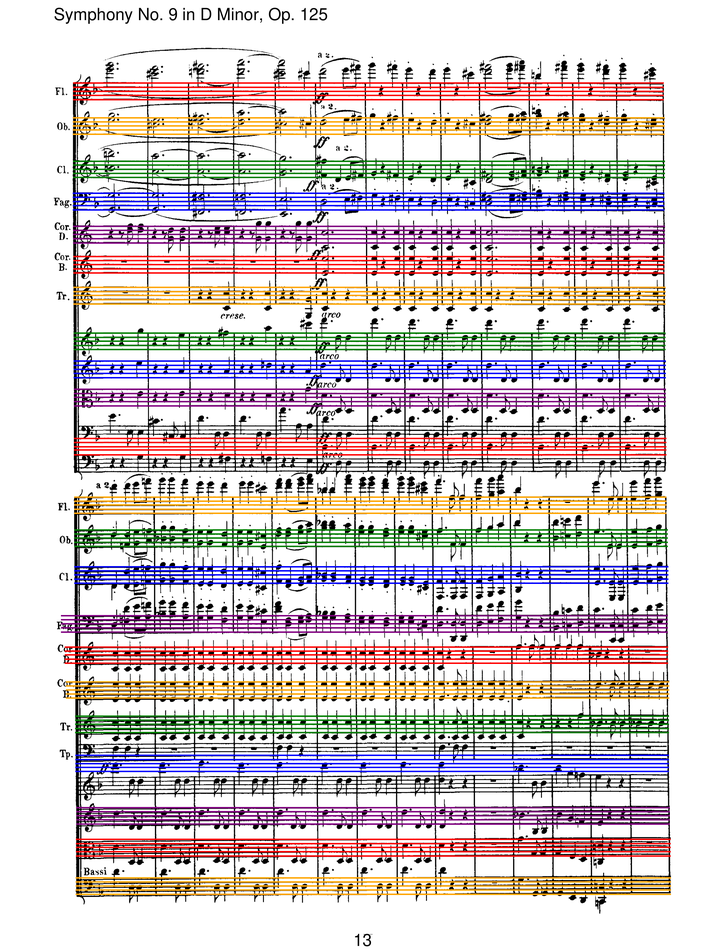 Symphony No. 9 in D Minor, Op. 125
a 2.
Fl.
a 2.
Ob.
ff
a 2.
Cl.
ff
a 2.
Fag.
ff
Cor. D.
ff
Cor. B.
ff
Tr.
cresc.
arco
ff
arco
ff
arco
ff
arco
ff
arco
ff
a 2.
Fl.
Ob.
Cl.
Fag.
Cor D
Cor B.
Tr.
Tp.
Bassi
13